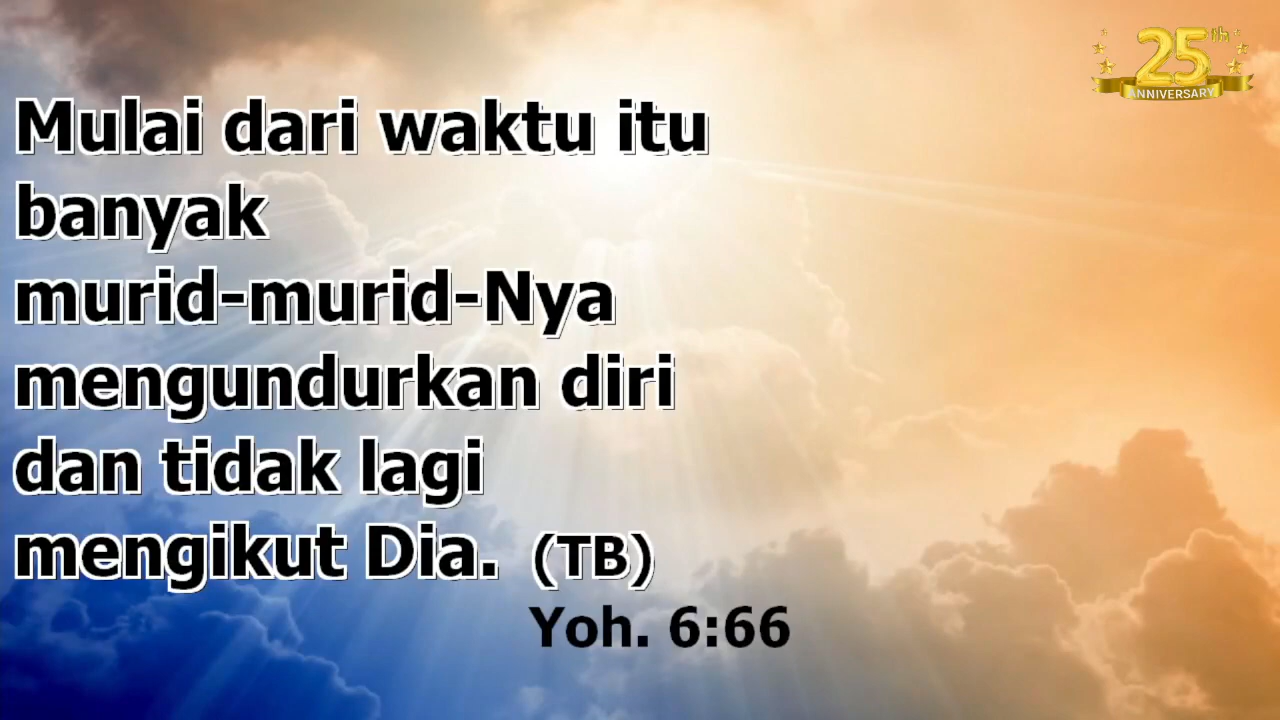 25th
ANNIVERSARY
Mulai dari waktu itu
banyak
murid-murid-Nya
mengundurkan diri
dan tidak lagi
mengikut Dia. (TB)
Yoh. 6:66